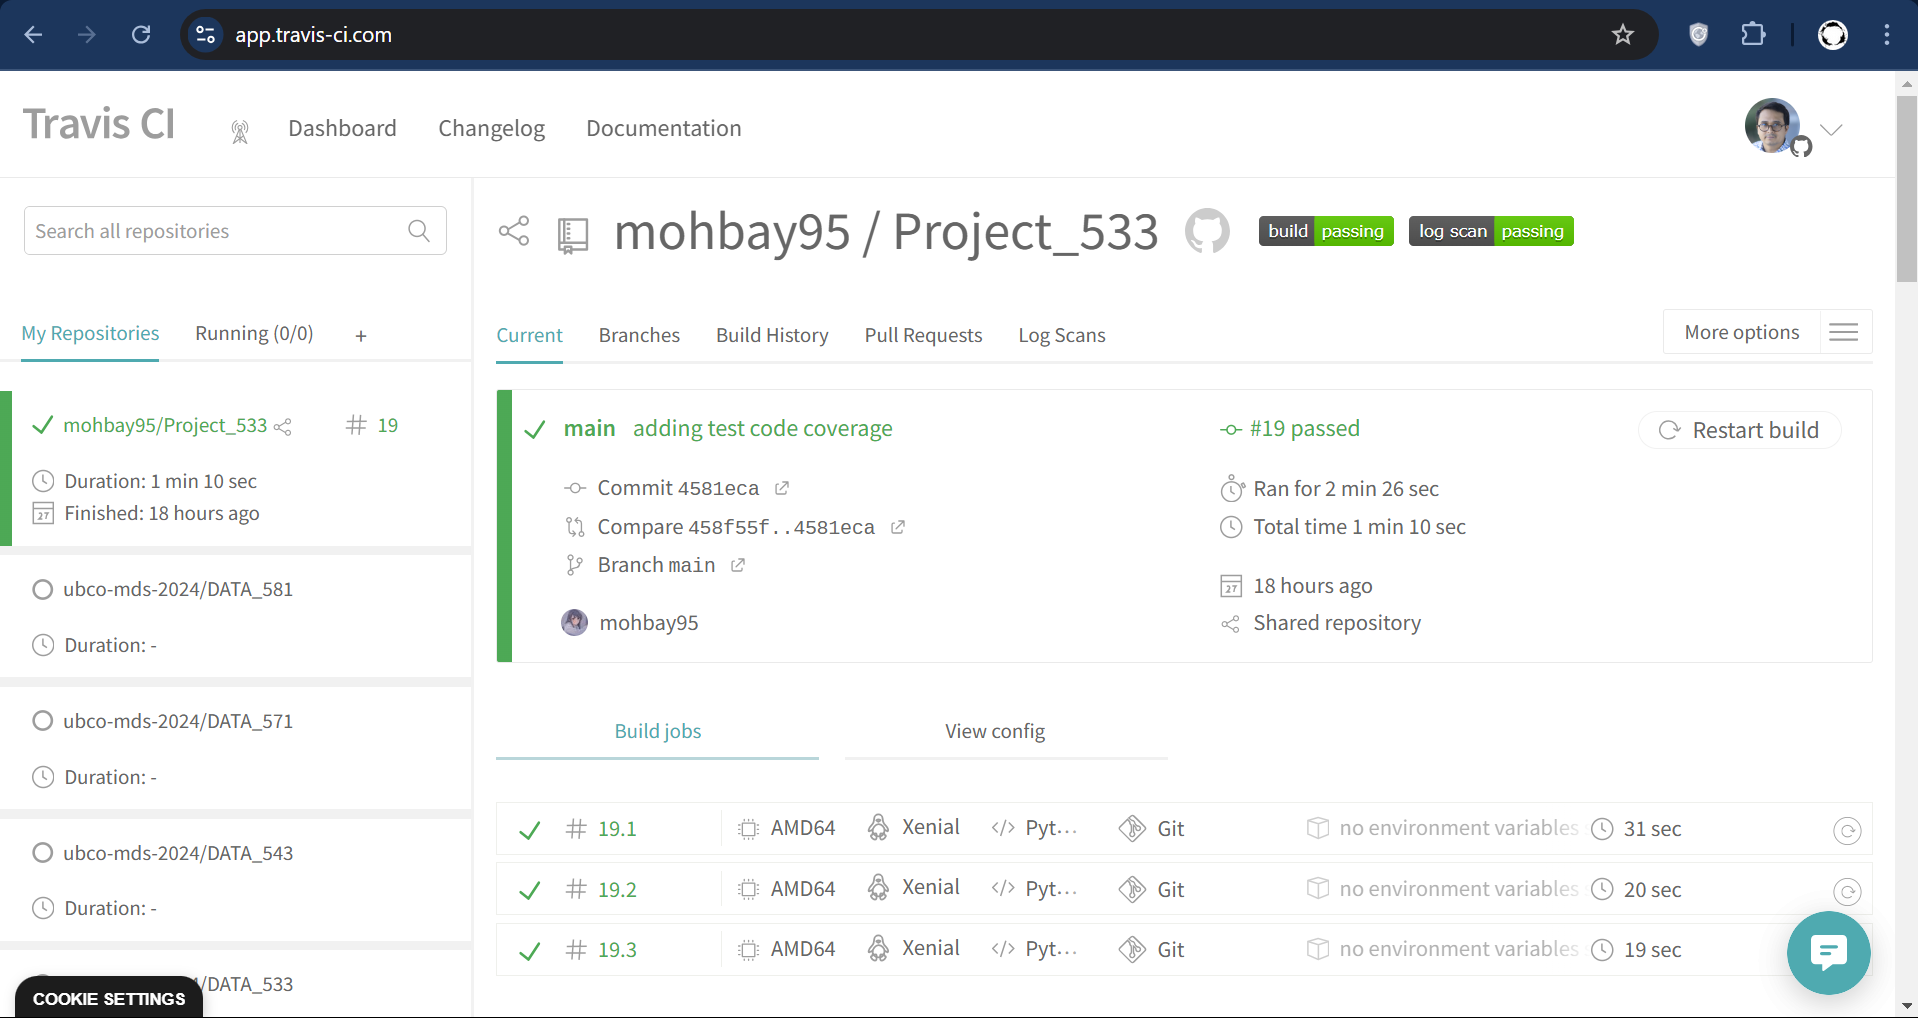 app.travis-ci.com
Travis CI
Dashboard
Changelog
Documentation
Search all repositories
My Repositories
Running (0/0)
+
mohbay95/Project_533
# 19
Duration: 1 min 10 sec
27 Finished: 18 hours ago
ubco-mds-2024/DATA_581
Duration: -
ubco-mds-2024/DATA_571
Duration: -
ubco-mds-2024/DATA_543
Duration: -
/DATA_533
COOKIE SETTINGS
mohbay95 / Project_533
build passing
log scan passing
Current
Branches
Build History
Pull Requests
Log Scans
More options
main adding test code coverage
Commit 4581eca
Compare 458f55f..4581eca
Branch main
mohbay95
#19 passed
Ran for 2 min 26 sec
Total time 1 min 10 sec
27 18 hours ago
Shared repository
Restart build
Build jobs
View config
# 19.1 AMD64 Xenial </> Pyt... Git no environment variables 31 sec
# 19.2 AMD64 Xenial </> Pyt... Git no environment variables 20 sec
# 19.3 AMD64 Xenial </> Pyt... Git no environment variables 19 sec